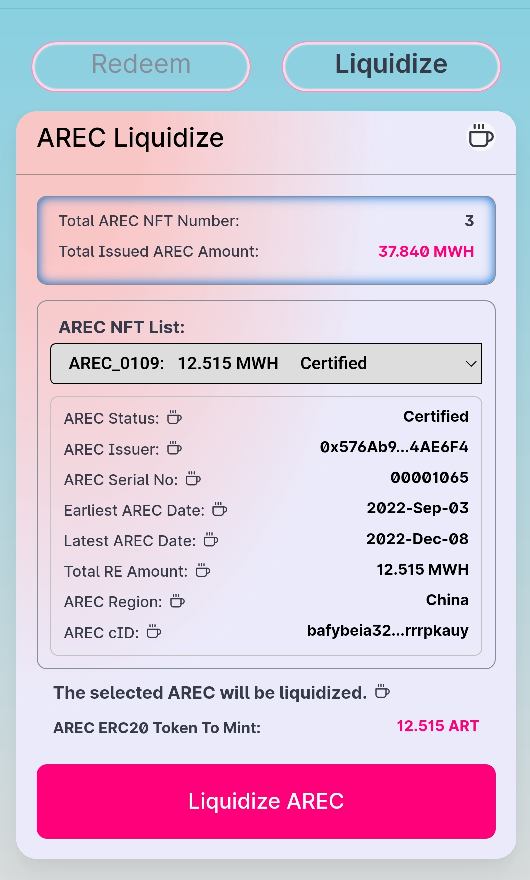 Redeem Liquidize
AREC Liquidize
Total AREC NFT Number: 3
Total Issued AREC Amount: 37.840 MWH
AREC NFT List:
AREC_0109: 12.515 MWH Certified
AREC Status: Certified
AREC Issuer: 0x576Ab9...4AE6F4
AREC Serial No: 00001065
Earliest AREC Date: 2022-Sep-03
Latest AREC Date: 2022-Dec-08
Total RE Amount: 12.515 MWH
AREC Region: China
AREC cID: bafybeia32...rrrpkauy
The selected AREC will be liquidized.
AREC ERC20 Token To Mint: 12.515 ART
Liquidize AREC